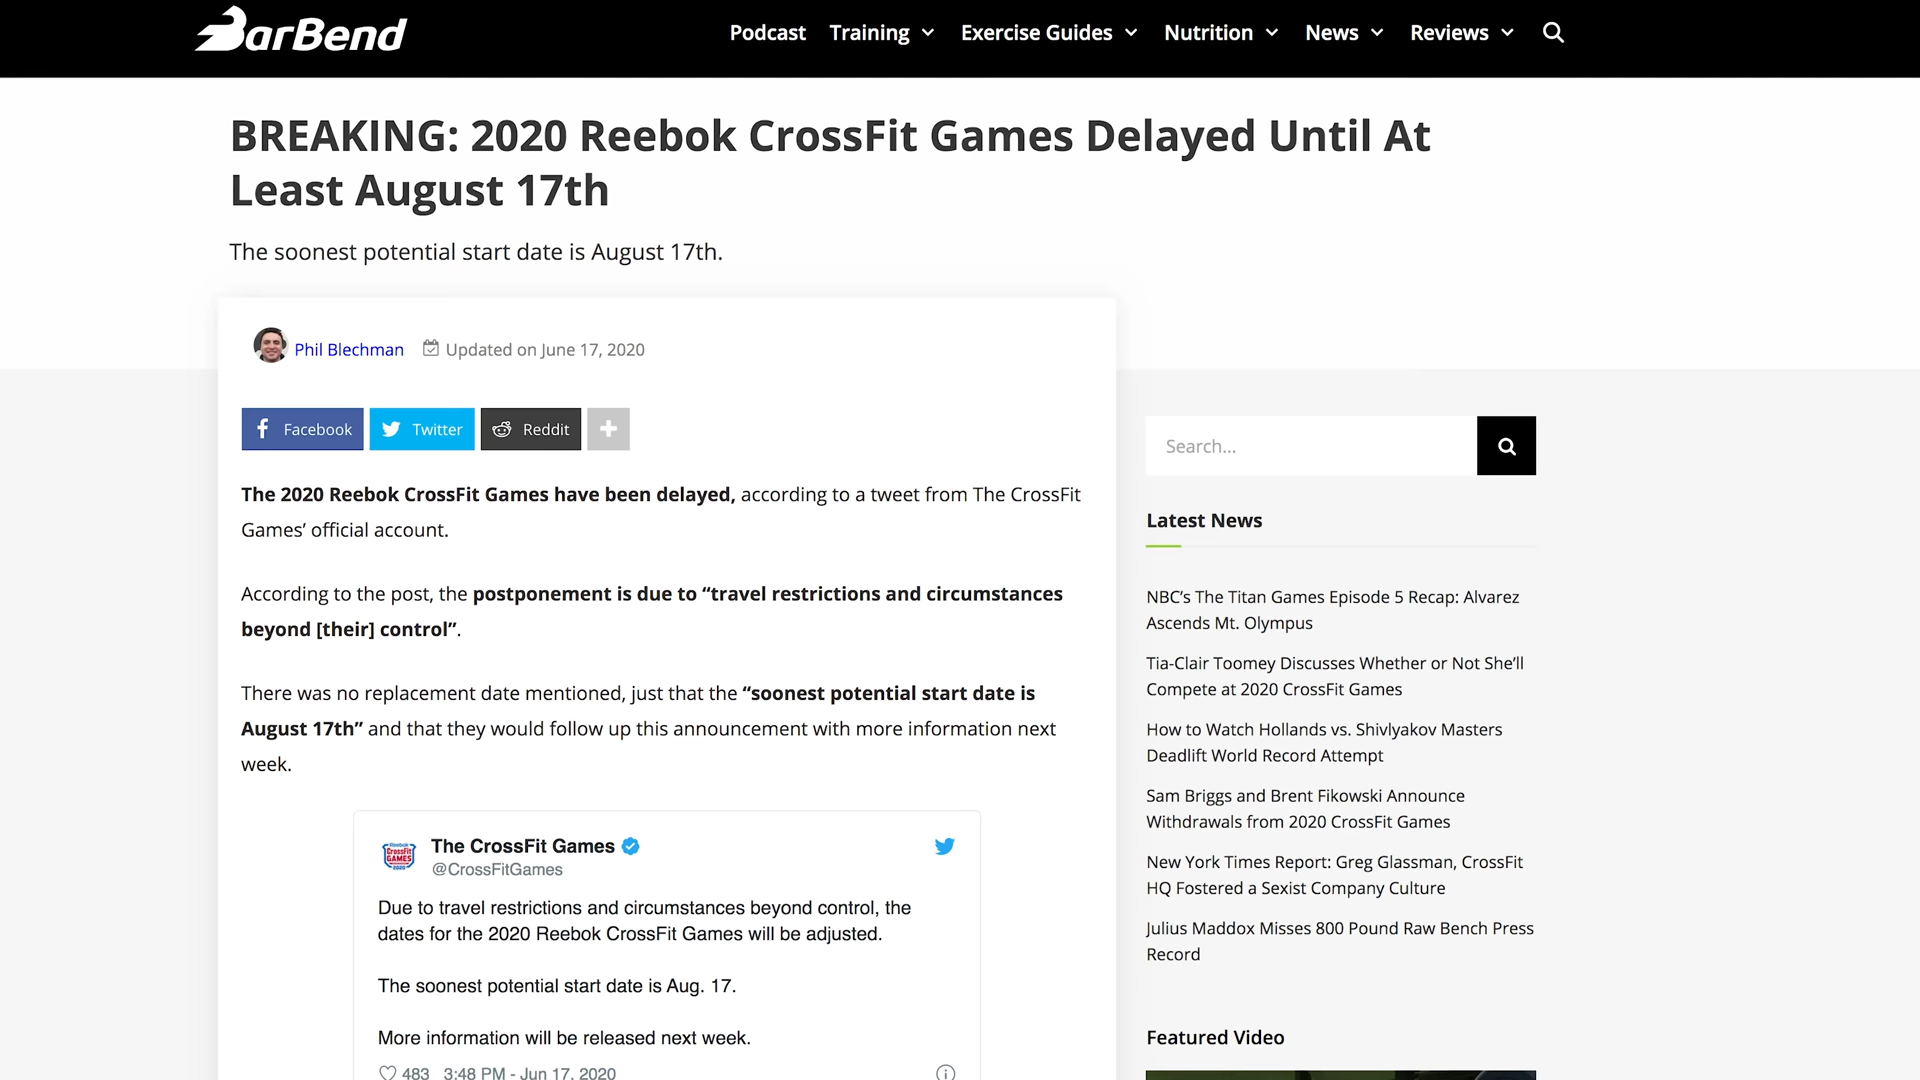 BarBend
Podcast
Training
Exercise Guides
Nutrition
News
Reviews
BREAKING: 2020 Reebok CrossFit Games Delayed Until At
Least August 17th
The soonest potential start date is August 17th.
Phil Blechman
Updated on June 17, 2020
Facebook
Twitter
Reddit
The 2020 Reebok CrossFit Games have been delayed, according to a tweet from The CrossFit
Games’ official account.
According to the post, the postponement is due to “travel restrictions and circumstances
beyond [their] control”.
There was no replacement date mentioned, just that the “soonest potential start date is
August 17th” and that they would follow up this announcement with more information next
week.
Reebok
CrossFit
GAMES
2020
The CrossFit Games
@CrossFitGames
Due to travel restrictions and circumstances beyond control, the
dates for the 2020 Reebok CrossFit Games will be adjusted.
The soonest potential start date is Aug. 17.
More information will be released next week.
483 3:48 PM - Jun 17, 2020
Search...
Latest News
NBC’s The Titan Games Episode 5 Recap: Alvarez
Ascends Mt. Olympus
Tia-Clair Toomey Discusses Whether or Not She’ll
Compete at 2020 CrossFit Games
How to Watch Hollands vs. Shivlyakov Masters
Deadlift World Record Attempt
Sam Briggs and Brent Fikowski Announce
Withdrawals from 2020 CrossFit Games
New York Times Report: Greg Glassman, CrossFit
HQ Fostered a Sexist Company Culture
Julius Maddox Misses 800 Pound Raw Bench Press
Record
Featured Video